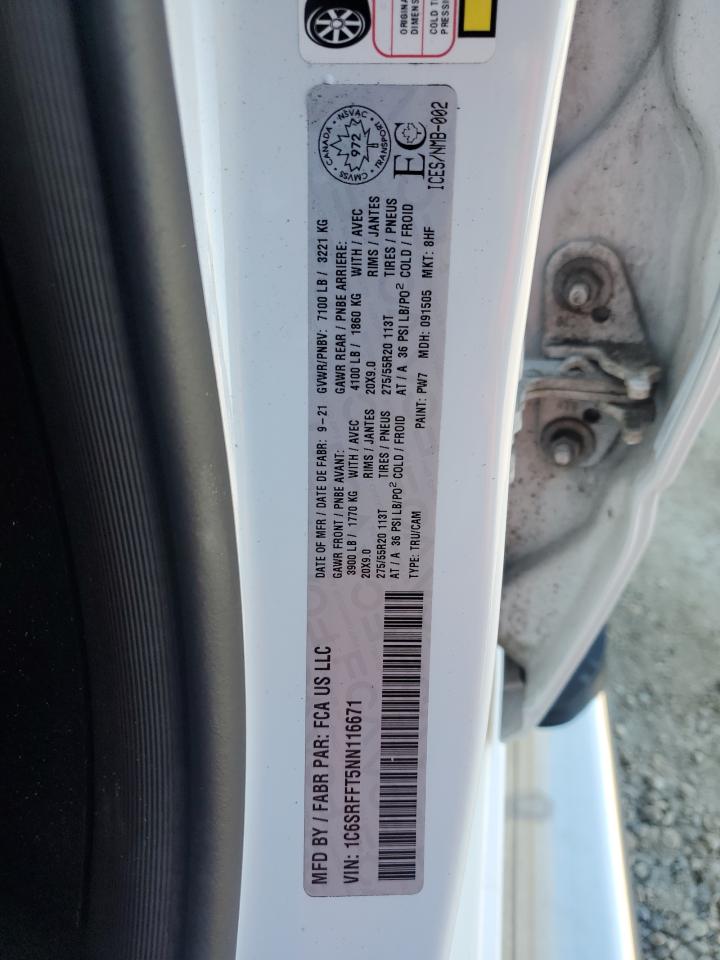 MFD BY / FABR PAR: FCA US LLC
DATE OF MFR / DATE DE FABR: 9-21 GVWR/PNBV: 7100 LB / 3221 KG
GAWR FRONT / PNBE AVANT: GAWR REAR / PNBE ARRIERE:
3900 LB / 1770 KG WITH / AVEC 4100 LB / 1860 KG WITH / AVEC
20X9.0 RIMS / JANTES 20X9.0 RIMS / JANTES
275/55R20 113T TIRES / PNEUS 275/55R20 113T TIRES / PNEUS
AT / A 36 PSI LB/PO² COLD / FROID AT / A 36 PSI LB/PO² COLD / FROID
VIN: 1C6SRFFT5NN116671
TYPE: TRU/CAM PAINT: PW7 MDH: 091505 MKT: 8HF
CANADA · NSVAC · TRANSPORT · CMVSS
972
EC
ICES/NMB-002
COLD